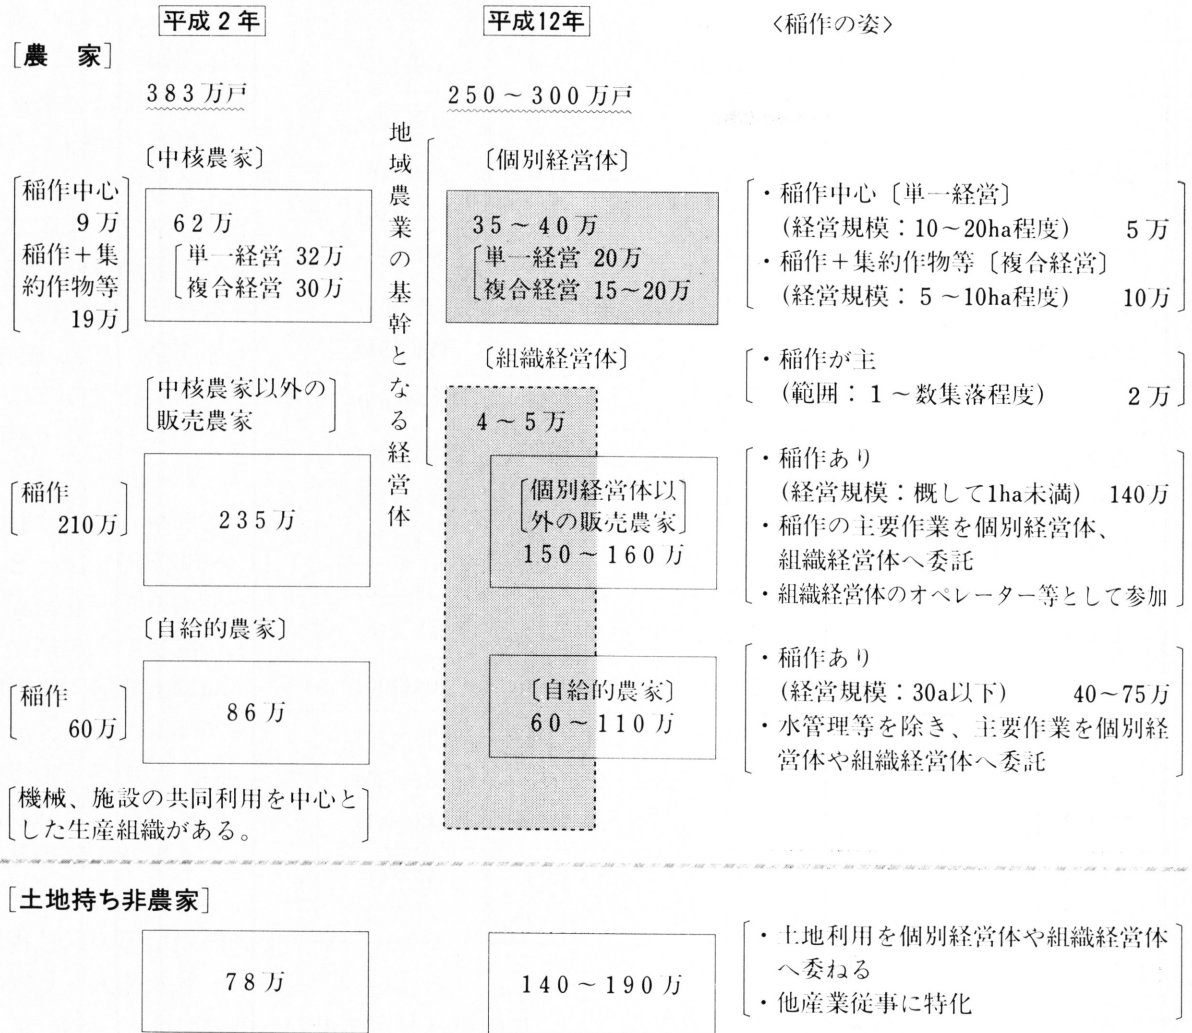 平成2年
平成12年
〈稲作の姿〉
[農 家]
383万戸
250～300万戸
地域農業の基幹となる経営体
〔中核農家〕
〔個別経営体〕
稲作中心
9万
稲作＋集
約作物等
19万
62万
単一経営 32万
複合経営 30万
35～40万
単一経営 20万
複合経営 15～20万
・稲作中心〔単一経営〕
(経営規模：10～20ha程度) 5万
・稲作＋集約作物等〔複合経営〕
(経営規模：5～10ha程度) 10万
〔組織経営体〕
4～5万
・稲作が主
(範囲：1～数集落程度) 2万
中核農家以外の
販売農家
稲作
210万
235万
個別経営体以
外の販売農家
150～160万
・稲作あり
(経営規模：概して1ha未満) 140万
・稲作の主要作業を個別経営体、
組織経営体へ委託
・組織経営体のオペレーター等として参加
〔自給的農家〕
稲作
60万
86万
〔自給的農家〕
60～110万
・稲作あり
(経営規模：30a以下) 40～75万
・水管理等を除き、主要作業を個別経
営体や組織経営体へ委託
機械、施設の共同利用を中心と
した生産組織がある。
[土地持ち非農家]
78万
140～190万
・土地利用を個別経営体や組織経営体
へ委ねる
・他産業従事に特化